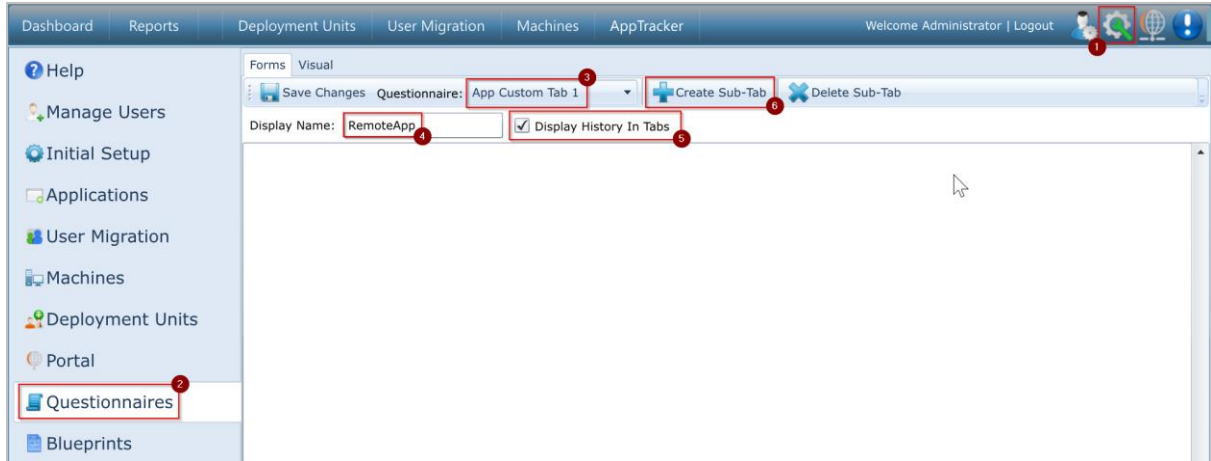 Dashboard Reports Deployment Units User Migration Machines AppTracker Welcome Administrator | Logout
1
Help
Forms Visual
3
Save Changes Questionnaire: App Custom Tab 1 Create Sub-Tab Delete Sub-Tab
6
Manage Users
Display Name: RemoteApp Display History In Tabs
4
5
Initial Setup
Applications
User Migration
Machines
Deployment Units
Portal
2
Questionnaires
Blueprints